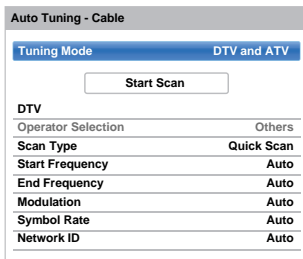 Auto Tuning - Cable
Tuning Mode DTV and ATV
Start Scan
DTV
Operator Selection Others
Scan Type Quick Scan
Start Frequency Auto
End Frequency Auto
Modulation Auto
Symbol Rate Auto
Network ID Auto